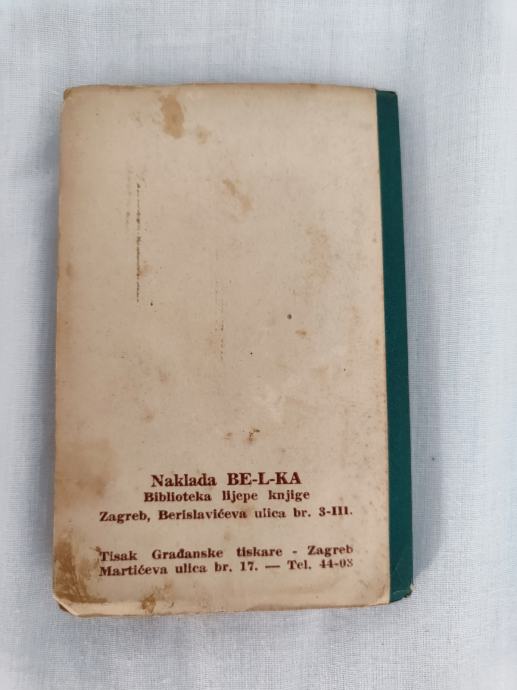 Naklada BE-L-KA
Biblioteka lijepe knjige
Zagreb, Berislavićeva ulica br. 3-III.
Tisak Građanske tiskare - Zagreb
Martićeva ulica br. 17. — Tel. 44-08